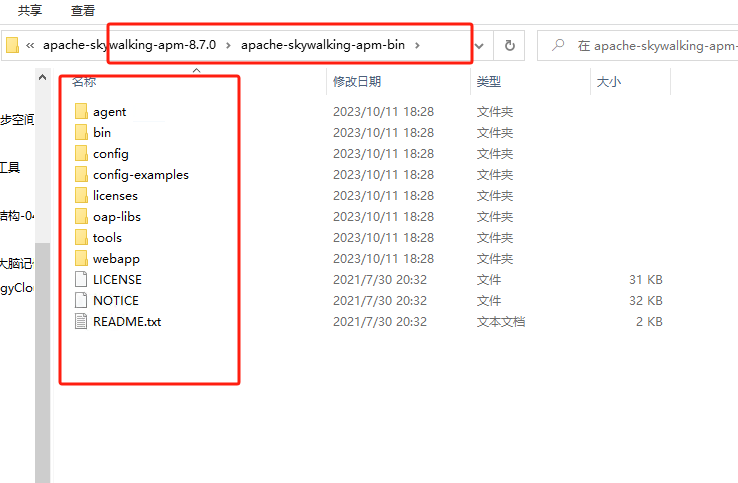 共享 查看
« apache-skywalking-apm-8.7.0 › apache-skywalking-apm-bin › 在 apache-skywalking-apm-
名称 修改日期 类型 大小
agent 2023/10/11 18:28 文件夹
bin 2023/10/11 18:28 文件夹
config 2023/10/11 18:28 文件夹
config-examples 2023/10/11 18:28 文件夹
licenses 2023/10/11 18:28 文件夹
oap-libs 2023/10/11 18:28 文件夹
tools 2023/10/11 18:28 文件夹
webapp 2023/10/11 18:28 文件夹
LICENSE 2021/7/30 20:32 文件 31 KB
NOTICE 2021/7/30 20:32 文件 32 KB
README.txt 2021/7/30 20:32 文本文档 2 KB
步空间
工具
结构-04
大脑记
gyClou